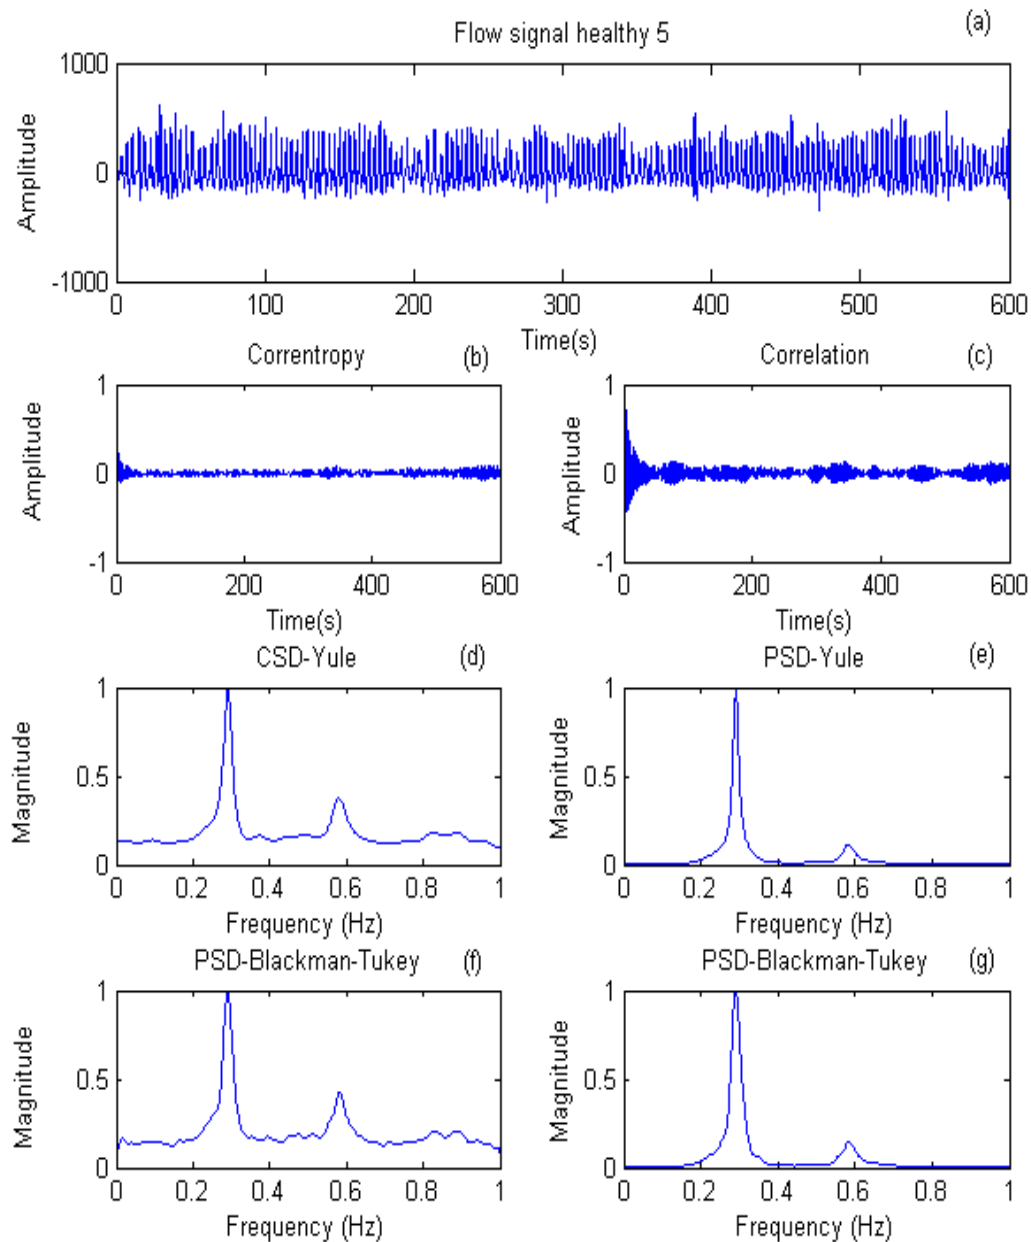 Flow signal healthy 5
(a)
Amplitude
1000
0
-1000
0 100 200 300 400 500 600
Time(s)
Correntropy
(b)
Amplitude
1
0
-1
0 200 400 600
Time(s)
Correlation
(c)
Amplitude
1
0
-1
0 200 400 600
Time(s)
CSD-Yule
(d)
Magnitude
1
0.5
0
0 0.2 0.4 0.6 0.8 1
Frequency (Hz)
PSD-Yule
(e)
Magnitude
1
0.5
0
0 0.2 0.4 0.6 0.8 1
Frequency (Hz)
PSD-Blackman-Tukey
(f)
Magnitude
1
0.5
0
0 0.2 0.4 0.6 0.8 1
Frequency (Hz)
PSD-Blackman-Tukey
(g)
Magnitude
1
0.5
0
0 0.2 0.4 0.6 0.8 1
Frequency (Hz)